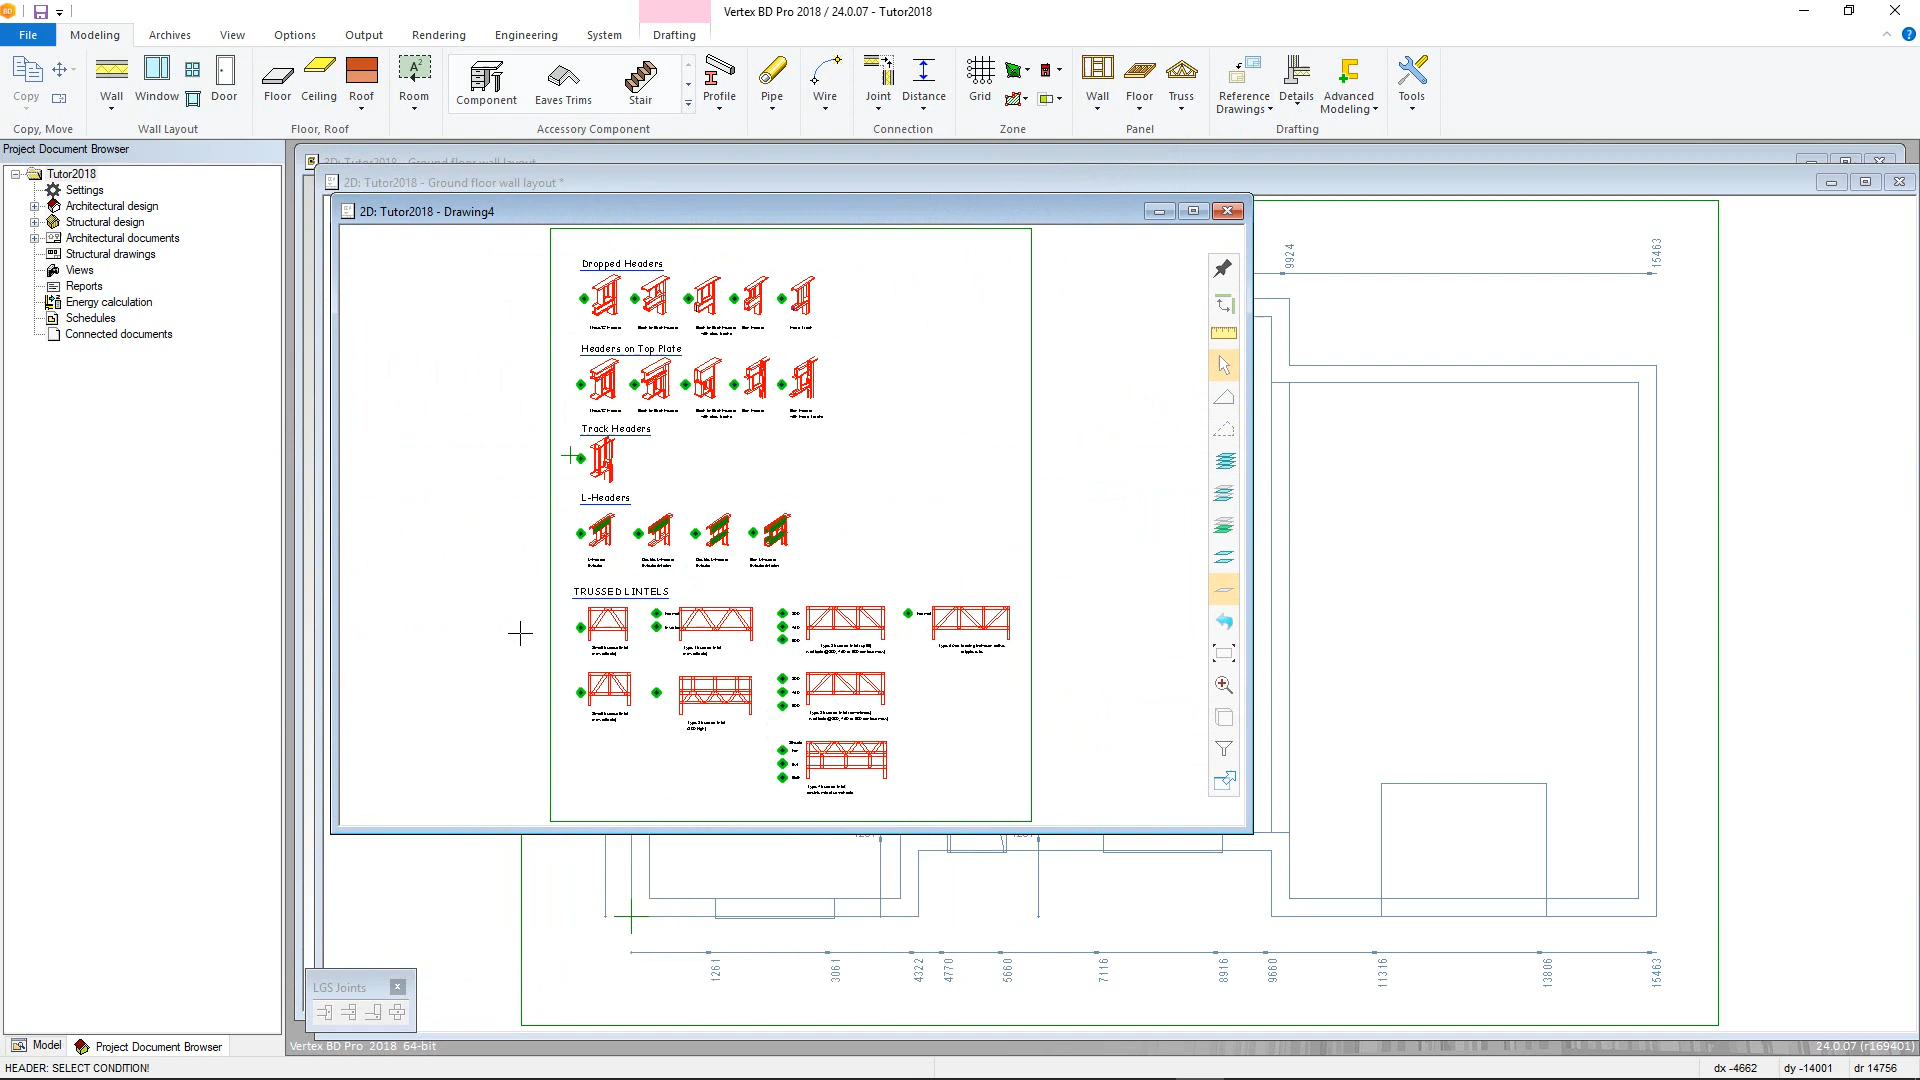 Vertex BD Pro 2018 / 24.0.07 - Tutor2018
File Modeling Archives View Options Output Rendering Engineering System Drafting
Copy Wall Window Door Floor Ceiling Roof Room Component Eaves Trims Stair Profile Pipe Wire Joint Distance Grid Wall Floor Truss Reference Drawings Details Advanced Modeling Tools
Copy, Move Wall Layout Floor, Roof Accessory Component Connection Zone Panel Drafting
Project Document Browser
Tutor2018
Settings
Architectural design
Structural design
Architectural documents
Structural drawings
Views
Reports
Energy calculation
Schedules
Connected documents
3D: Tutor2018 - Ground floor wall layout
2D: Tutor2018 - Ground floor wall layout *
2D: Tutor2018 - Drawing4
Dropped Headers
Headers on Top Plate
Track Headers
L-Headers
TRUSSED LINTELS
9924
15463
1261
3061
4322
4770
5660
7116
8916
9660
11316
13806
15463
LGS Joints
Model Project Document Browser
Vertex BD Pro 2018 64-bit
24.0.07 (r169401)
HEADER: SELECT CONDITION!
dx -4662 dy -14001 dr 14756